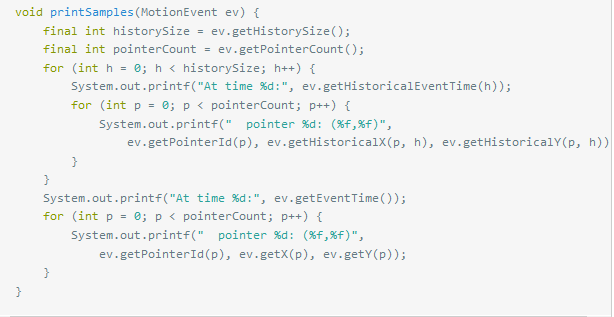 void printSamples(MotionEvent ev) {
final int historySize = ev.getHistorySize();
final int pointerCount = ev.getPointerCount();
for (int h = 0; h < historySize; h++) {
System.out.printf("At time %d:", ev.getHistoricalEventTime(h));
for (int p = 0; p < pointerCount; p++) {
System.out.printf("  pointer %d: (%f,%f)",
ev.getPointerId(p), ev.getHistoricalX(p, h), ev.getHistoricalY(p, h))
}
}
System.out.printf("At time %d:", ev.getEventTime());
for (int p = 0; p < pointerCount; p++) {
System.out.printf("  pointer %d: (%f,%f)",
ev.getPointerId(p), ev.getX(p), ev.getY(p));
}
}